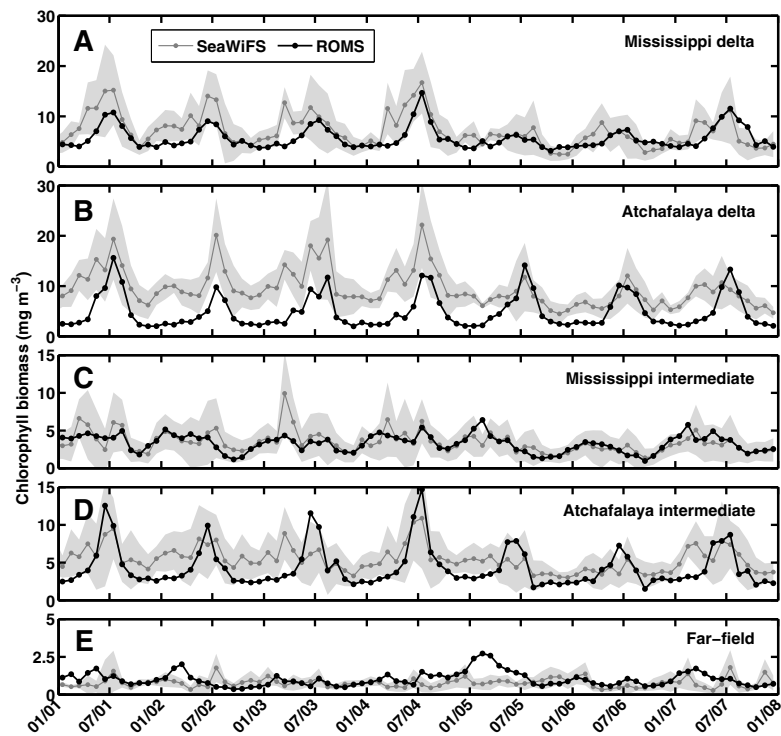 30
20
10
0
A
SeaWiFS
ROMS
Mississippi delta
30
20
10
0
B
Atchafalaya delta
15
10
5
0
C
Mississippi intermediate
15
10
5
0
D
Atchafalaya intermediate
5
2.5
0
E
Far−field
Chlorophyll biomass (mg m−3)
01/01
07/01
01/02
07/02
01/03
07/03
01/04
07/04
01/05
07/05
01/06
07/06
01/07
07/07
01/08